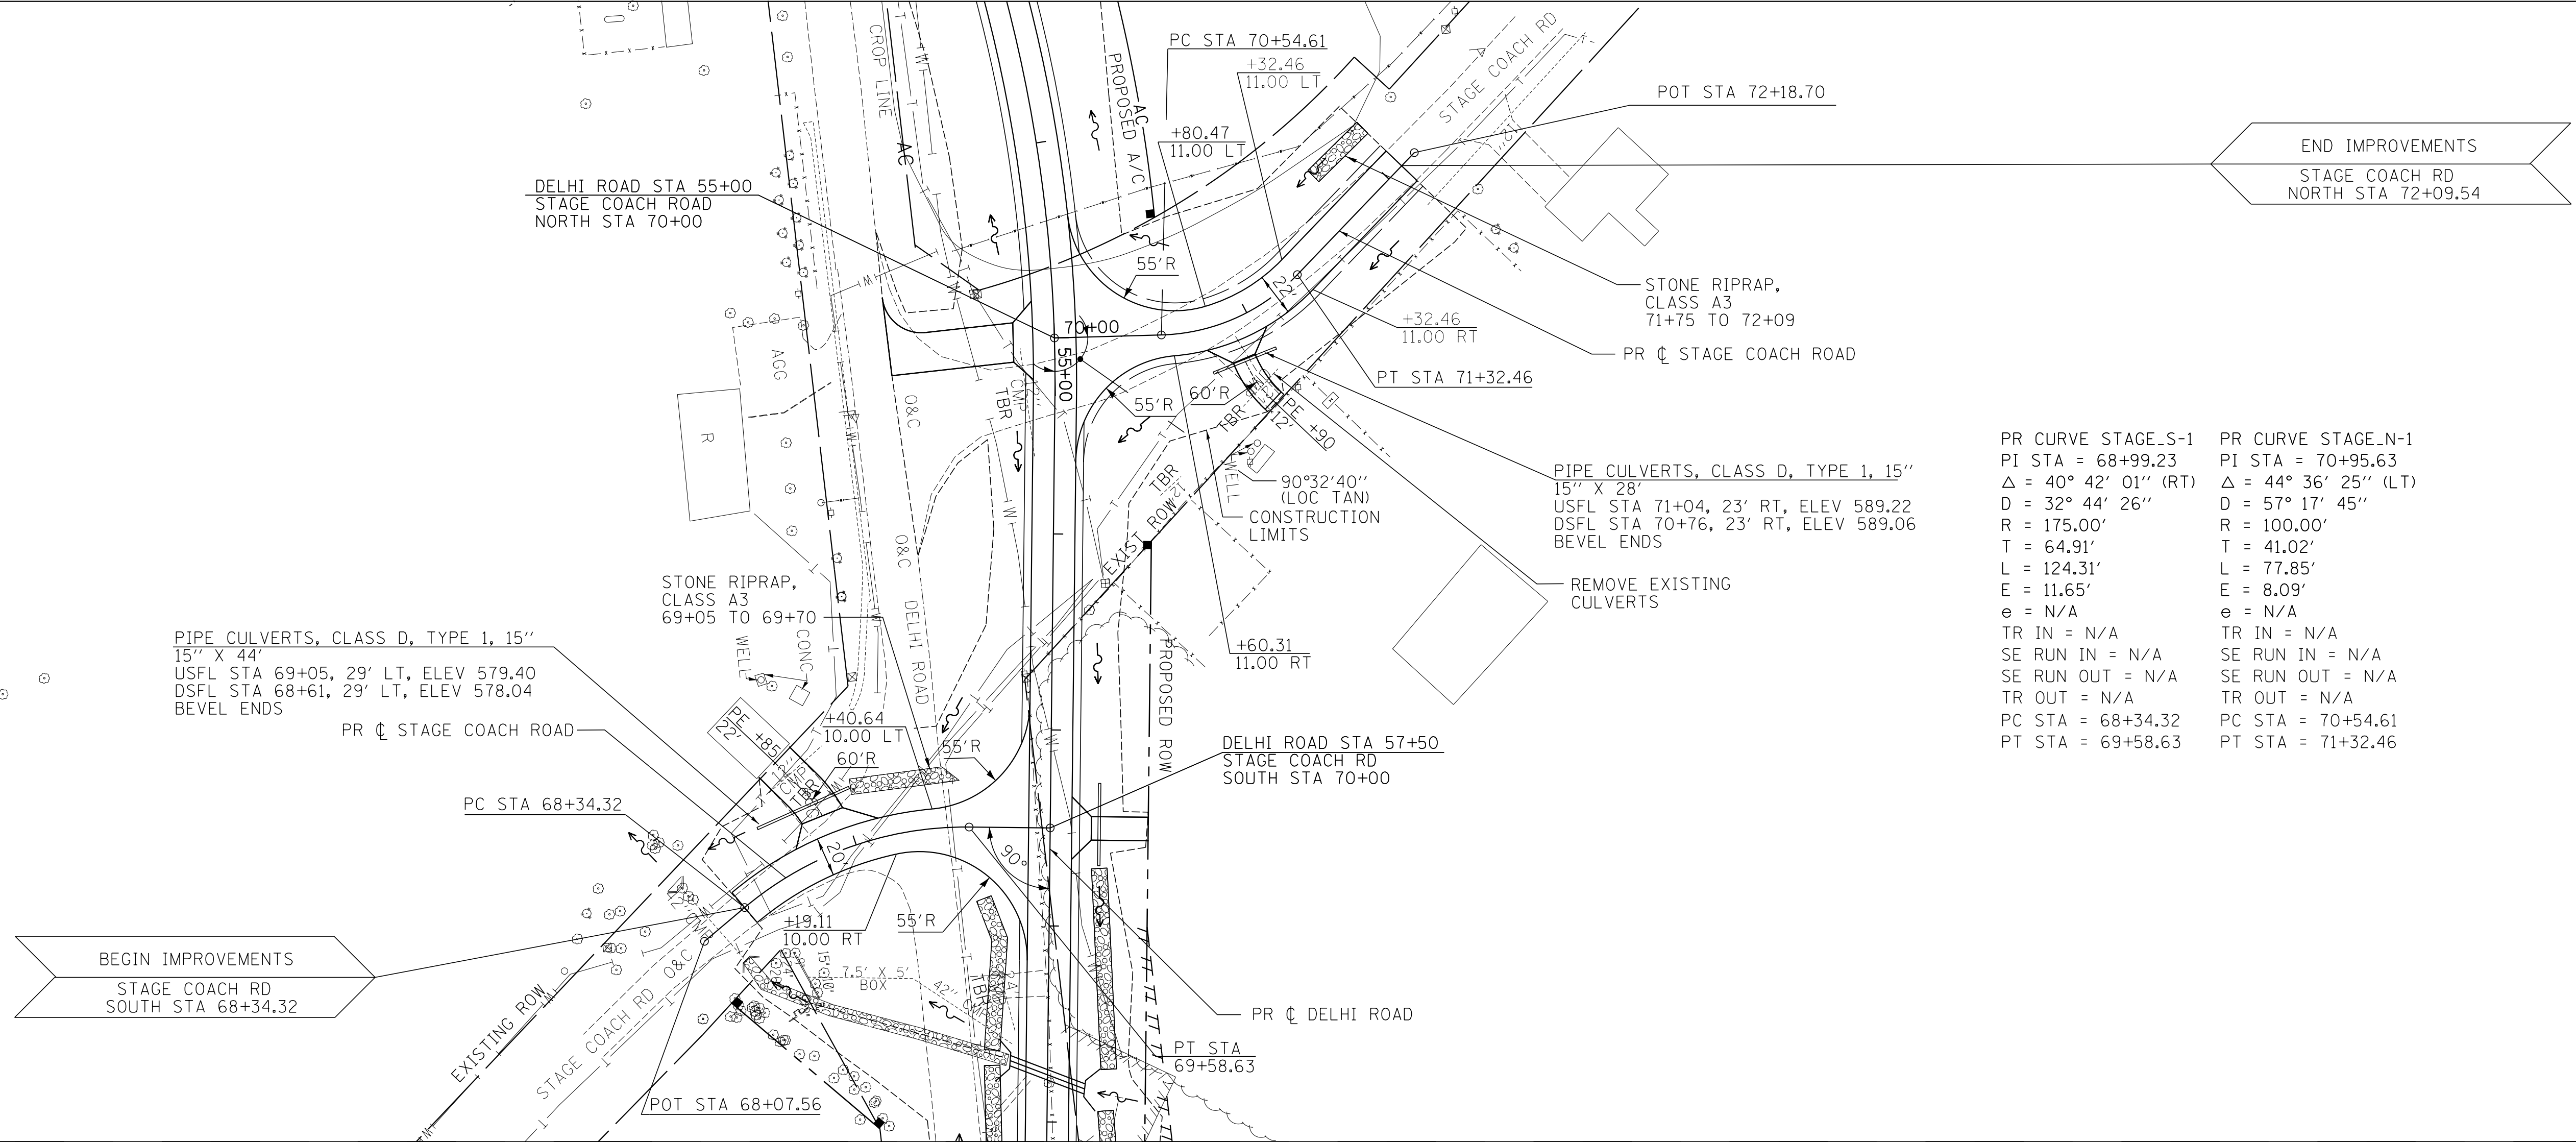 PC STA 70+54.61
+32.46
11.00 LT
+80.47
11.00 LT
CROP LINE
AC
AC
PROPOSED A/C
STAGE COACH RD
12"
POT STA 72+18.70
END IMPROVEMENTS
STAGE COACH RD
NORTH STA 72+09.54
DELHI ROAD STA 55+00
STAGE COACH ROAD
NORTH STA 70+00
55'R
22'
70+00
55+00
STONE RIPRAP,
CLASS A3
71+75 TO 72+09
+32.46
11.00 RT
PR ℄ STAGE COACH ROAD
PT STA 71+32.46
AGG
R
O&C
12"
CMP
TBR
55'R
60'R
TBR
PE +90
12'
TBR
12"
WELL
90°32'40"
(LOC TAN)
CONSTRUCTION
LIMITS
PIPE CULVERTS, CLASS D, TYPE 1, 15"
15" X 28'
USFL STA 71+04, 23' RT, ELEV 589.22
DSFL STA 70+76, 23' RT, ELEV 589.06
BEVEL ENDS
REMOVE EXISTING
CULVERTS
EXIST ROW
O&C
DELHI ROAD
STONE RIPRAP,
CLASS A3
69+05 TO 69+70
PIPE CULVERTS, CLASS D, TYPE 1, 15"
15" X 44'
USFL STA 69+05, 29' LT, ELEV 579.40
DSFL STA 68+61, 29' LT, ELEV 578.04
BEVEL ENDS
WELL
CONC
+60.31
11.00 RT
PROPOSED ROW
PR ℄ STAGE COACH ROAD
PE +85
22'
12"
CMP
TBR
+40.64
10.00 LT
60'R
55'R
DELHI ROAD STA 57+50
STAGE COACH RD
SOUTH STA 70+00
PC STA 68+34.32
20'
90°
+19.11
10.00 RT
55'R
BEGIN IMPROVEMENTS
STAGE COACH RD
SOUTH STA 68+34.32
O&C
7.5' X 5'
BOX
42" CMP
TBR
24"
EXISTING ROW
STAGE COACH RD
PR ℄ DELHI ROAD
PT STA
69+58.63
POT STA 68+07.56
PR CURVE STAGE_S-1
PI STA = 68+99.23
△ = 40° 42' 01" (RT)
D = 32° 44' 26"
R = 175.00'
T = 64.91'
L = 124.31'
E = 11.65'
e = N/A
TR IN = N/A
SE RUN IN = N/A
SE RUN OUT = N/A
TR OUT = N/A
PC STA = 68+34.32
PT STA = 69+58.63
PR CURVE STAGE_N-1
PI STA = 70+95.63
△ = 44° 36' 25" (LT)
D = 57° 17' 45"
R = 100.00'
T = 41.02'
L = 77.85'
E = 8.09'
e = N/A
TR IN = N/A
SE RUN IN = N/A
SE RUN OUT = N/A
TR OUT = N/A
PC STA = 70+54.61
PT STA = 71+32.46